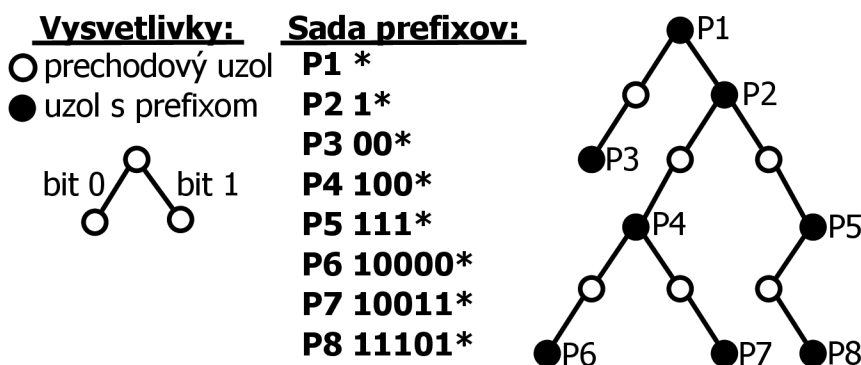 Vysvetlivky:
prechodový uzol
uzol s prefixom
bit 0
bit 1
Sada prefixov:
P1 *
P2 1*
P3 00*
P4 100*
P5 111*
P6 10000*
P7 10011*
P8 11101*
P1
P2
P3
P4
P5
P6
P7
P8